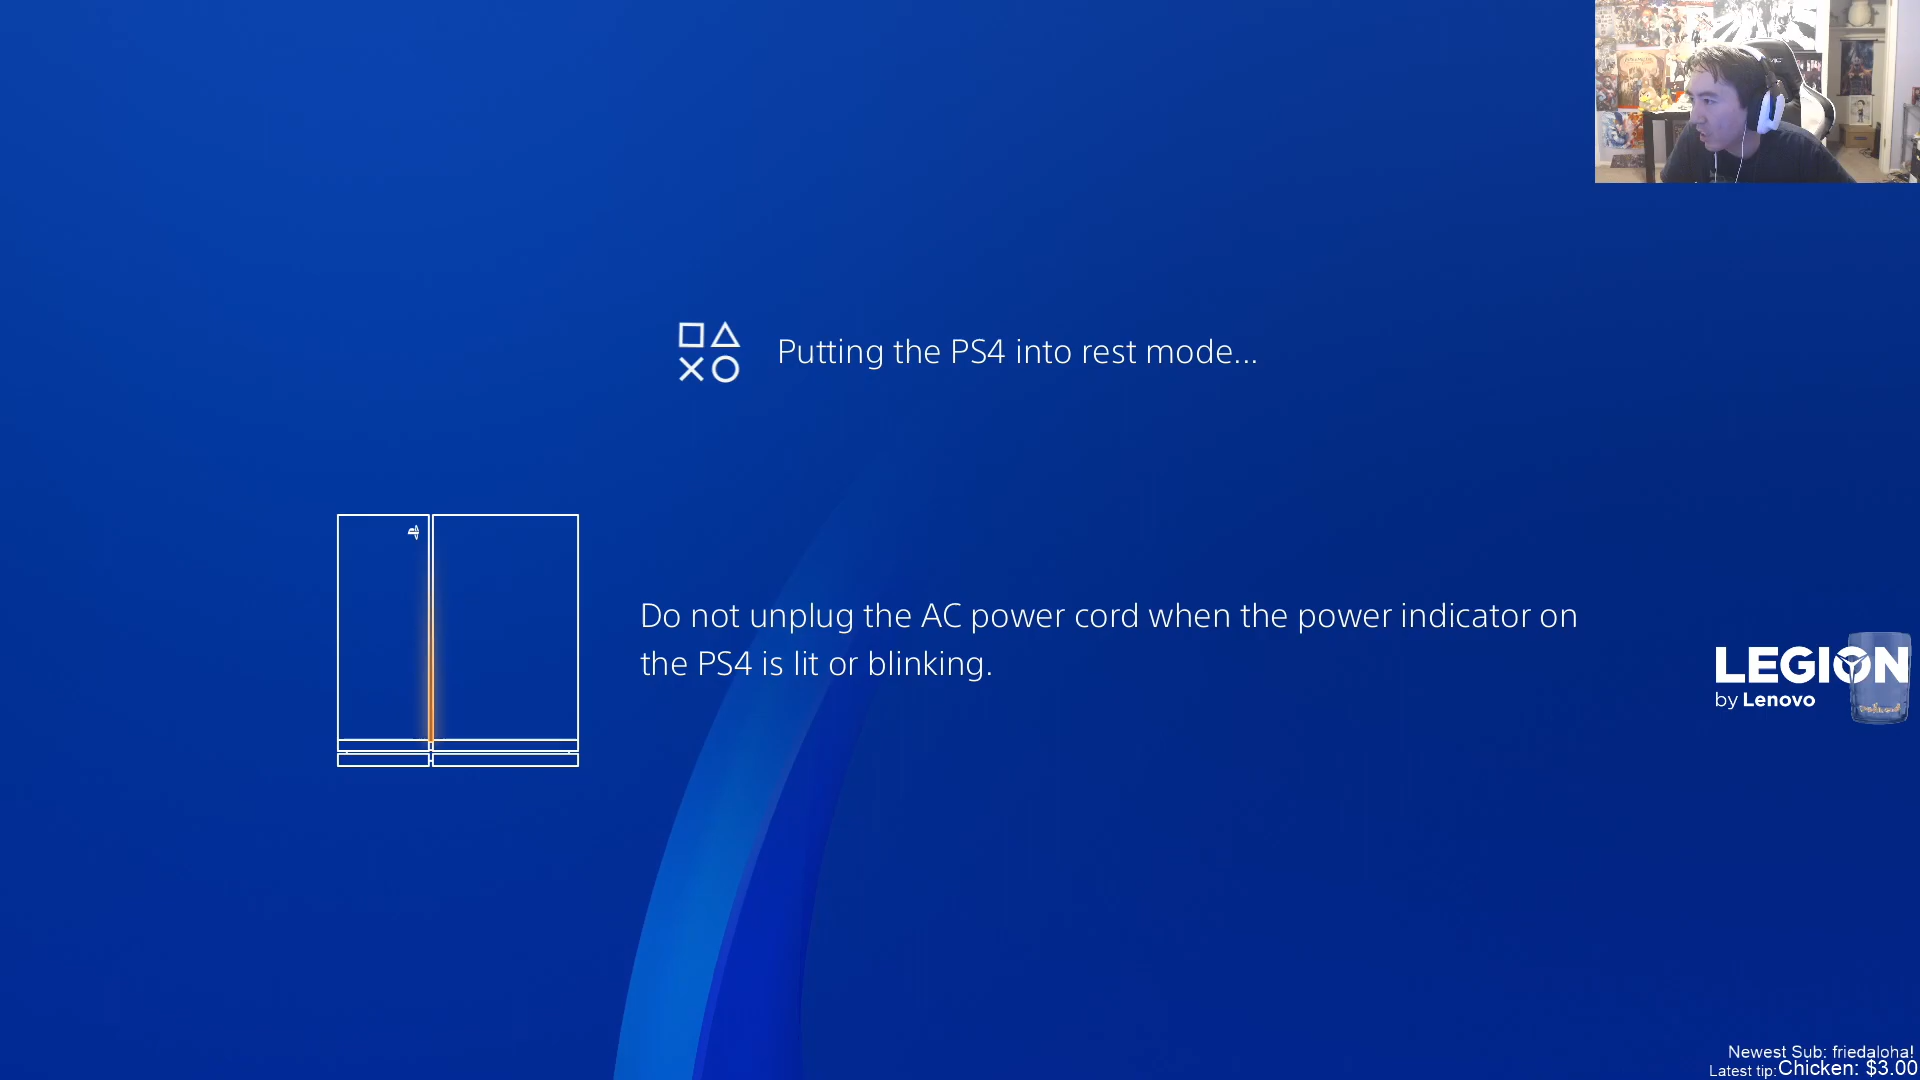 Putting the PS4 into rest mode...
Do not unplug the AC power cord when the power indicator on
the PS4 is lit or blinking.
LEGION
by Lenovo
Newest Sub: friedaloha!
Latest tip:Chicken: $3.00